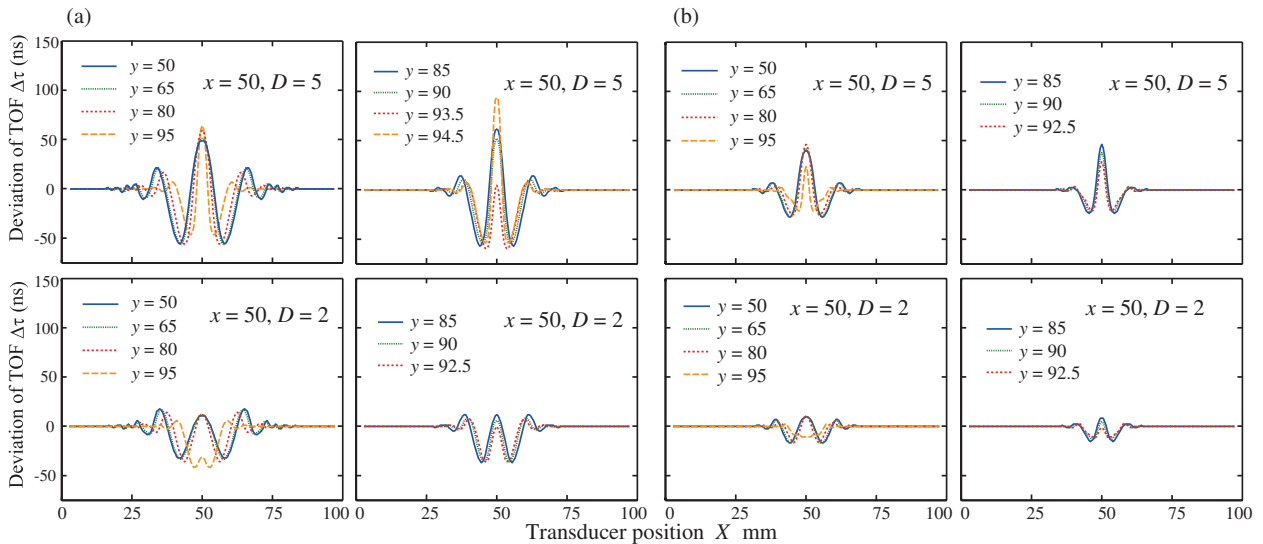 (a)
(b)
Deviation of TOF Δτ (ns)
150
100
50
0
-50
y = 50
y = 65
y = 80
y = 95
x = 50, D = 5
y = 85
y = 90
y = 93.5
y = 94.5
x = 50, D = 5
y = 50
y = 65
y = 80
y = 95
x = 50, D = 5
y = 85
y = 90
y = 92.5
x = 50, D = 5
Deviation of TOF Δτ (ns)
150
100
50
0
-50
y = 50
y = 65
y = 80
y = 95
x = 50, D = 2
y = 85
y = 90
y = 92.5
x = 50, D = 2
y = 50
y = 65
y = 80
y = 95
x = 50, D = 2
y = 85
y = 90
y = 92.5
x = 50, D = 2
0 25 50 75 100
0 25 50 75 100
0 25 50 75 100
0 25 50 75 100
Transducer position X mm